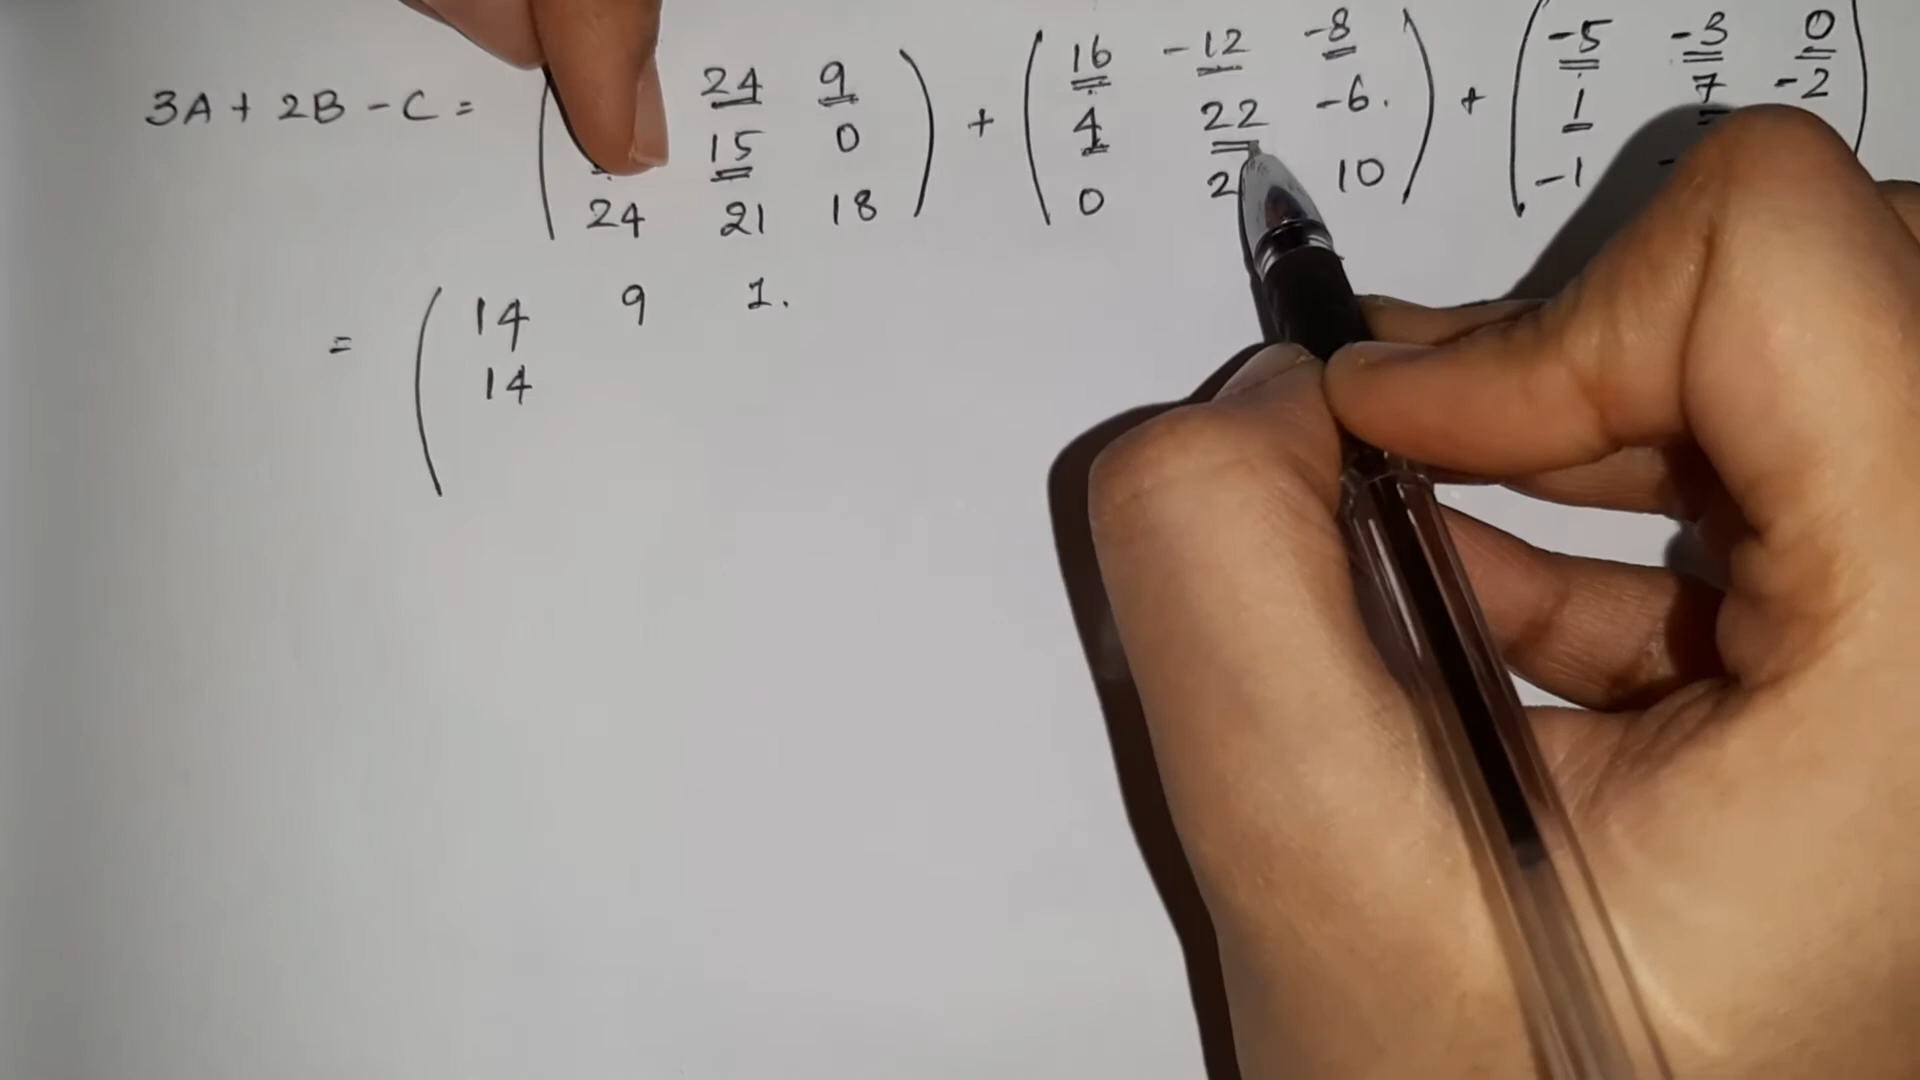 3A + 2B - C = ( 24 9 ) + ( 16 -12 -8 ) + ( -5 -3 0 )
15 0 4 22 -6. 1 7 -2
24 21 18 0 10 -1
= ( 14 9 1.
14